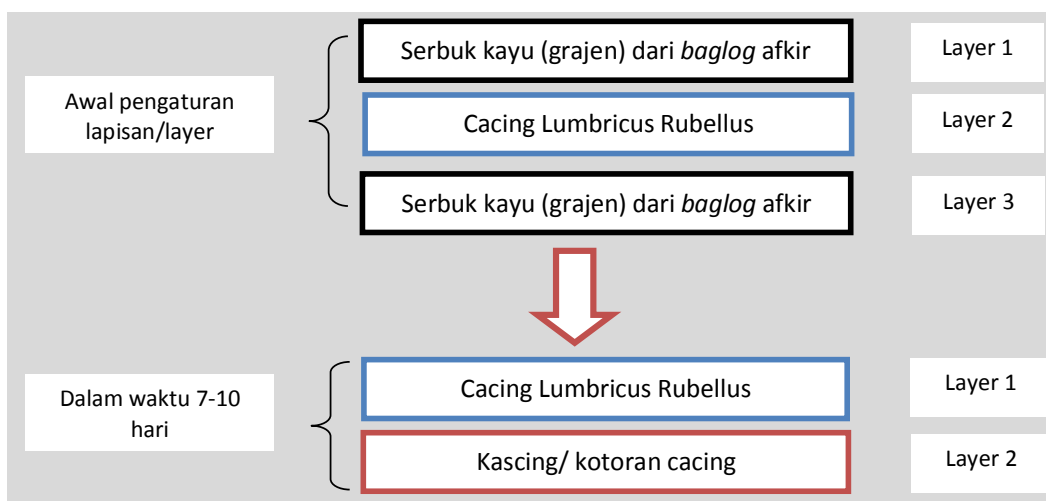 Serbuk kayu (grajen) dari baglog afkir
Layer 1
Awal pengaturan
lapisan/layer
Cacing Lumbricus Rubellus
Layer 2
Serbuk kayu (grajen) dari baglog afkir
Layer 3
Cacing Lumbricus Rubellus
Layer 1
Dalam waktu 7-10
hari
Kascing/ kotoran cacing
Layer 2